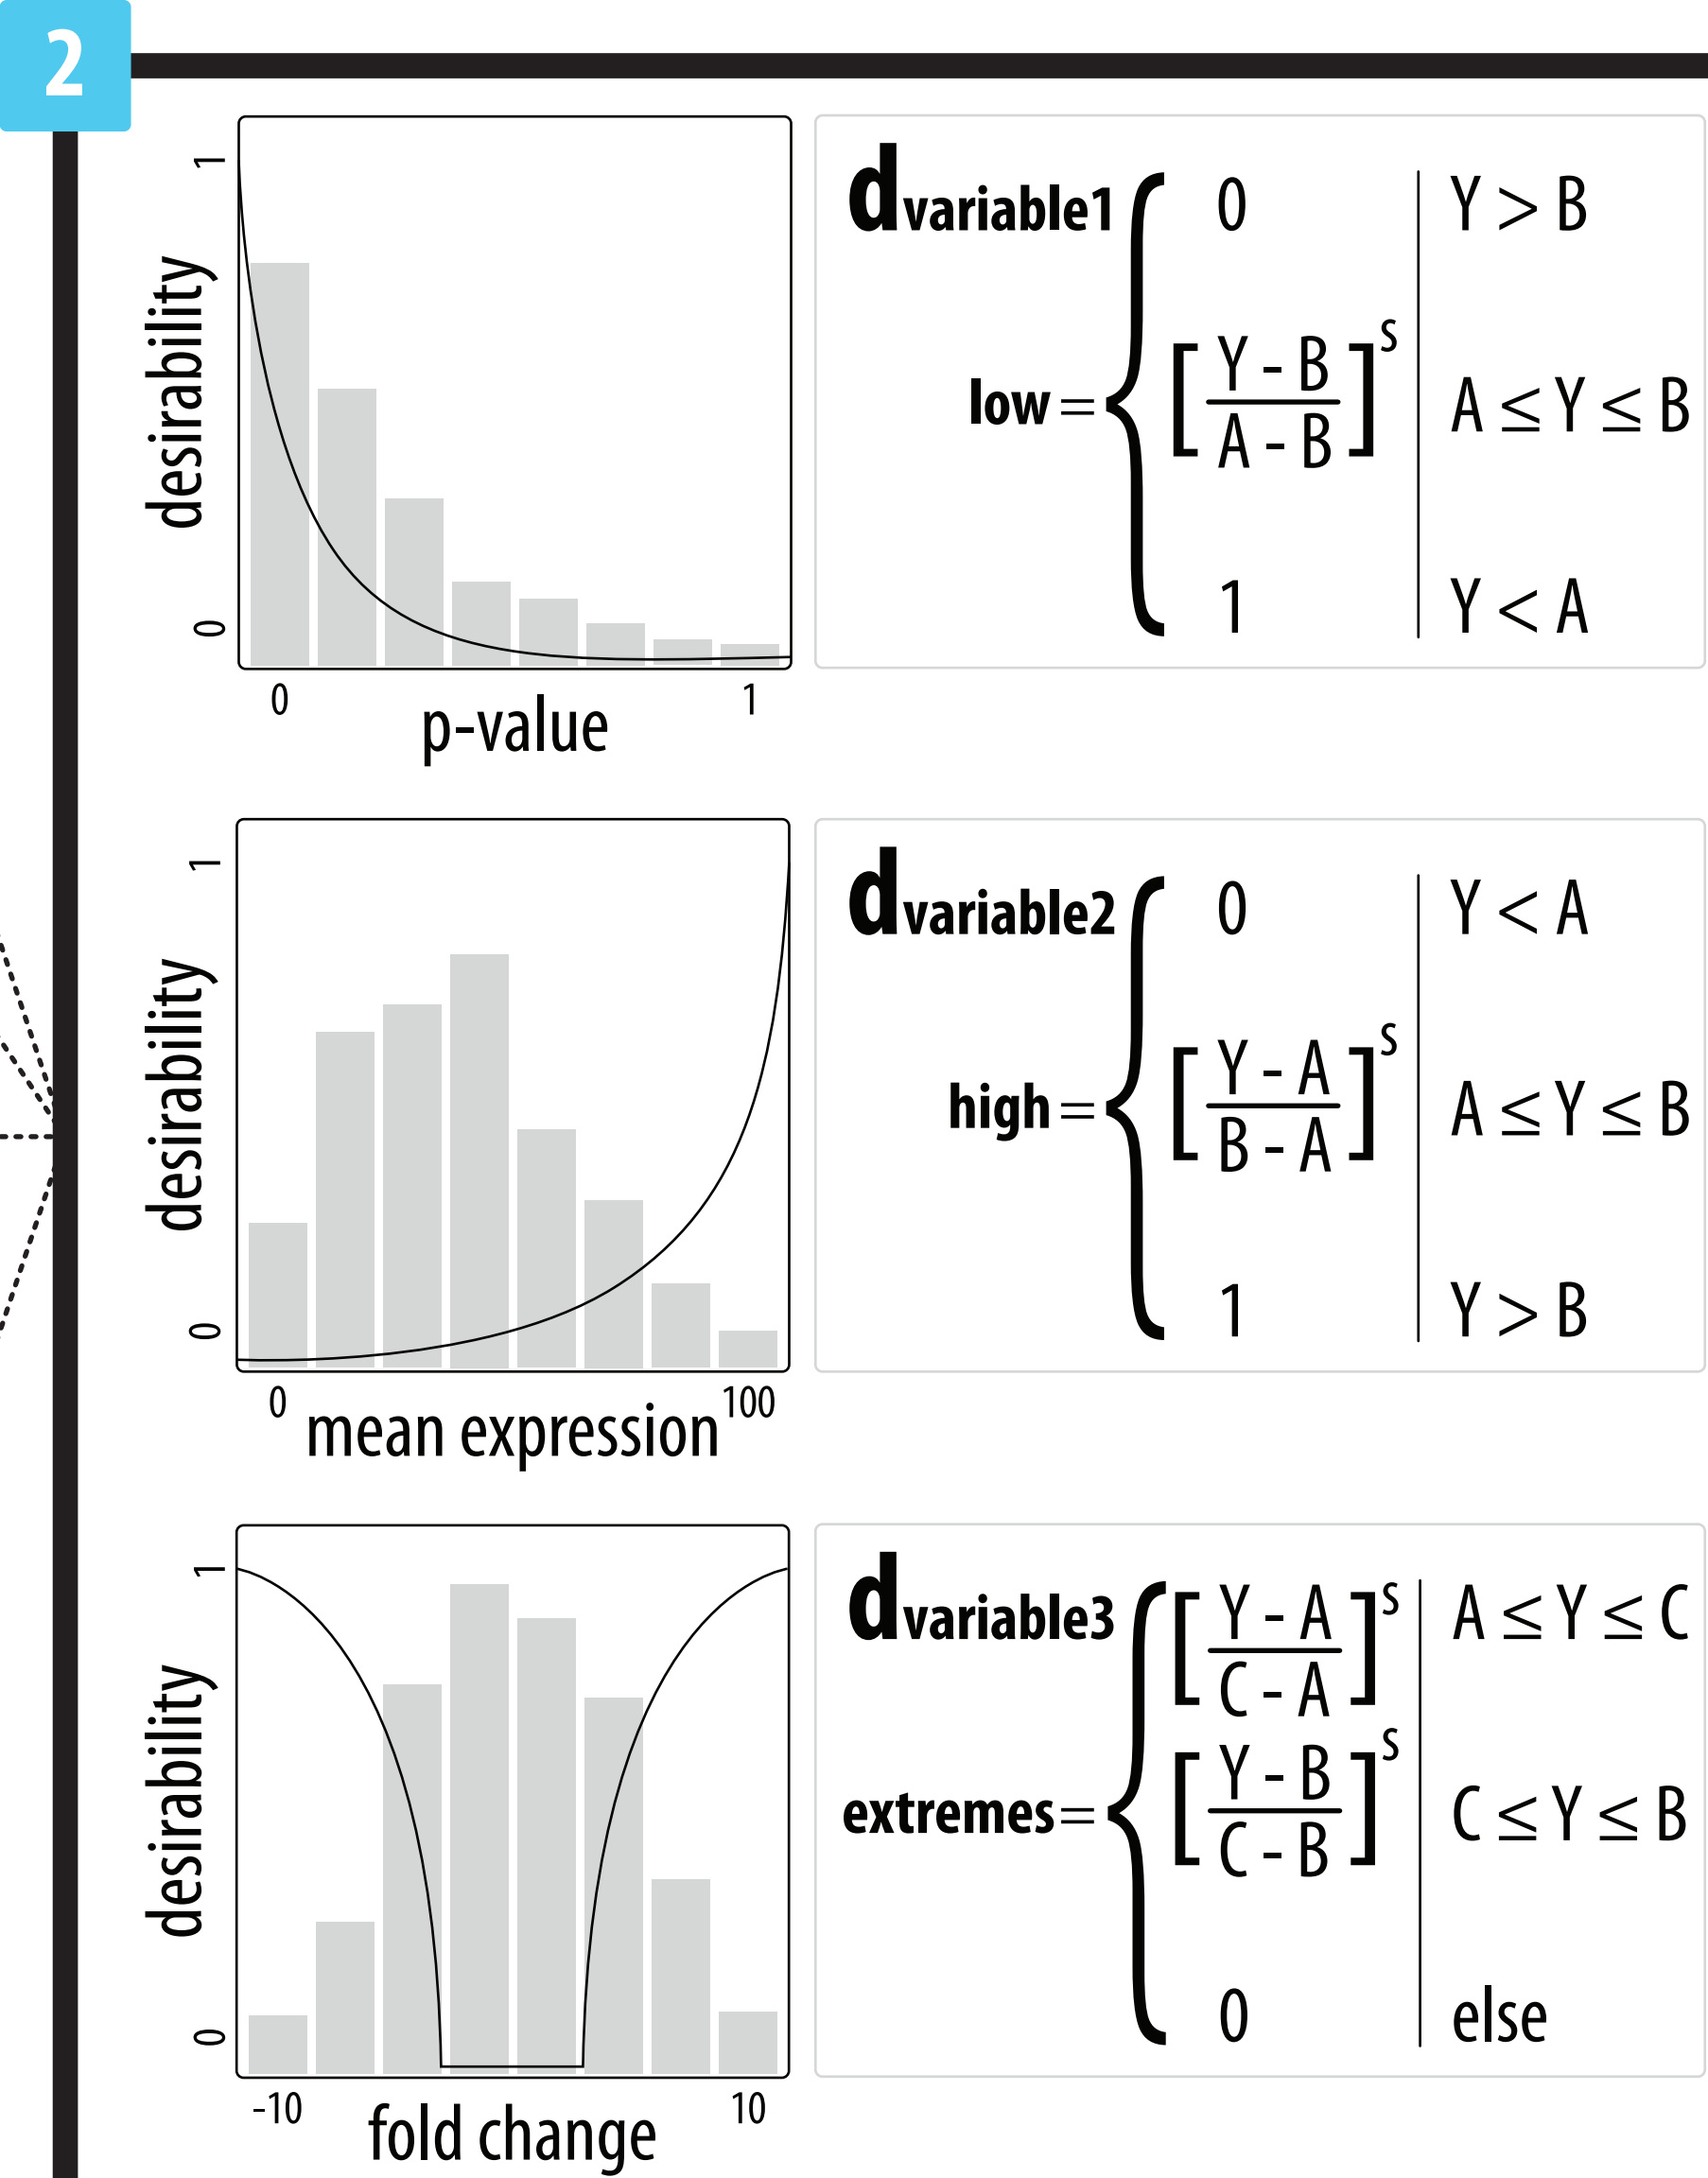 2
1
desirability
0
0
1
p-value
d variable1
low =
0 | Y > B
[ Y - B / A - B ]^s | A ≤ Y ≤ B
1 | Y < A
1
desirability
0
0
100
mean expression
d variable2
high =
0 | Y < A
[ Y - A / B - A ]^s | A ≤ Y ≤ B
1 | Y > B
1
desirability
0
-10
10
fold change
d variable3
extremes =
[ Y - A / C - A ]^s | A ≤ Y ≤ C
[ Y - B / C - B ]^s | C ≤ Y ≤ B
0 | else